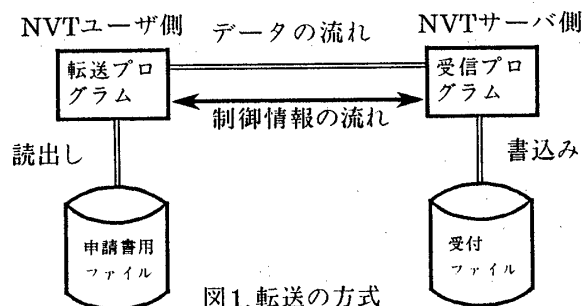 NVTユーザ側
データの流れ
NVTサーバ側
転送プロ
グラム
受信プロ
グラム
制御情報の流れ
読出し
書込み
申請書用
ファイル
受付
ファイル
図1.転送の方式